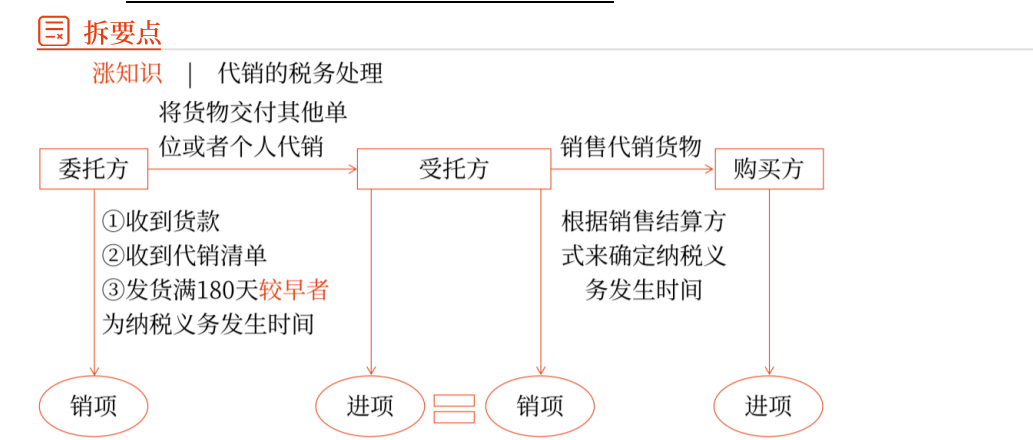 拆要点
涨知识 | 代销的税务处理
将货物交付其他单
位或者个人代销
销售代销货物
委托方
受托方
购买方
①收到货款
②收到代销清单
③发货满180天较早者
为纳税义务发生时间
根据销售结算方
式来确定纳税义
务发生时间
销项
进项
销项
进项